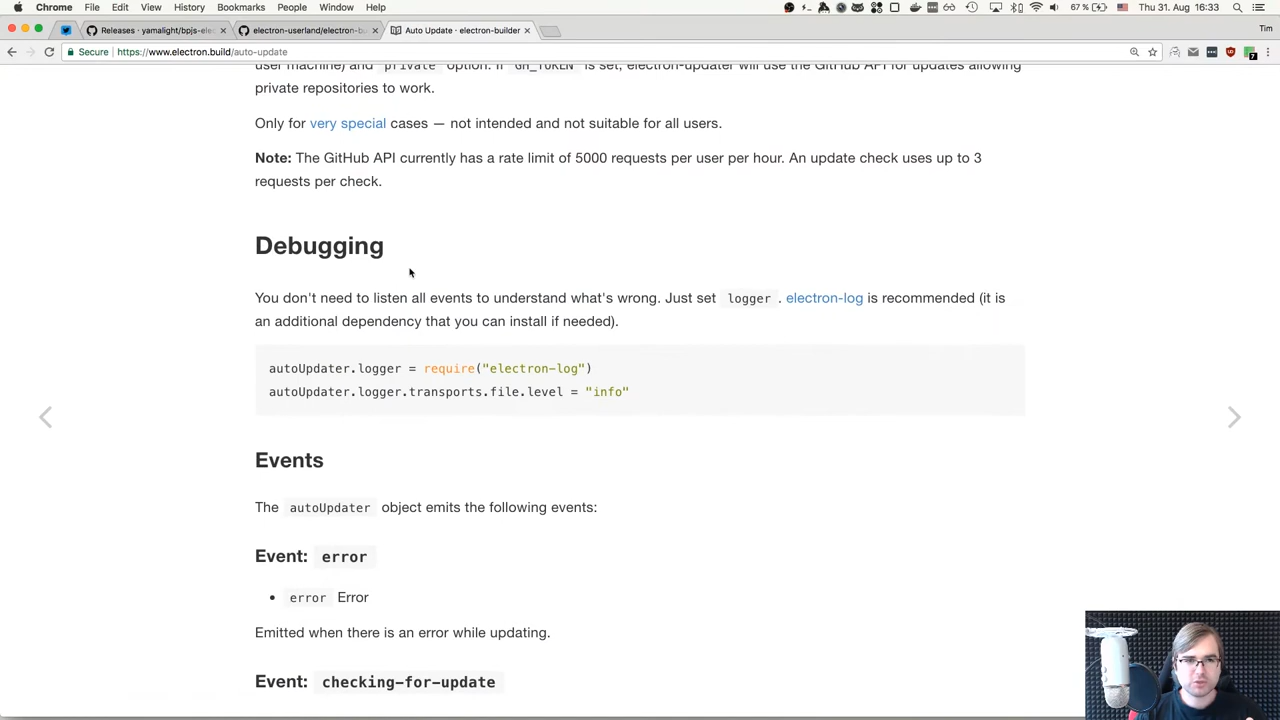 Chrome File Edit View History Bookmarks People Window Help 67 % Thu 31. Aug 16:33
Releases · yamalight/bpjs-elec × electron-userland/electron-bu × Auto Update · electron-builder × Tim
Secure https://www.electron.build/auto-update
user machine) and private option. If GH_TOKEN is set, electron-updater will use the GitHub API for updates allowing
private repositories to work.
Only for very special cases — not intended and not suitable for all users.
Note: The GitHub API currently has a rate limit of 5000 requests per user per hour. An update check uses up to 3
requests per check.
Debugging
You don't need to listen all events to understand what's wrong. Just set logger . electron-log is recommended (it is
an additional dependency that you can install if needed).
autoUpdater.logger = require("electron-log")
autoUpdater.logger.transports.file.level = "info"
Events
The autoUpdater object emits the following events:
Event: error
• error Error
Emitted when there is an error while updating.
Event: checking-for-update